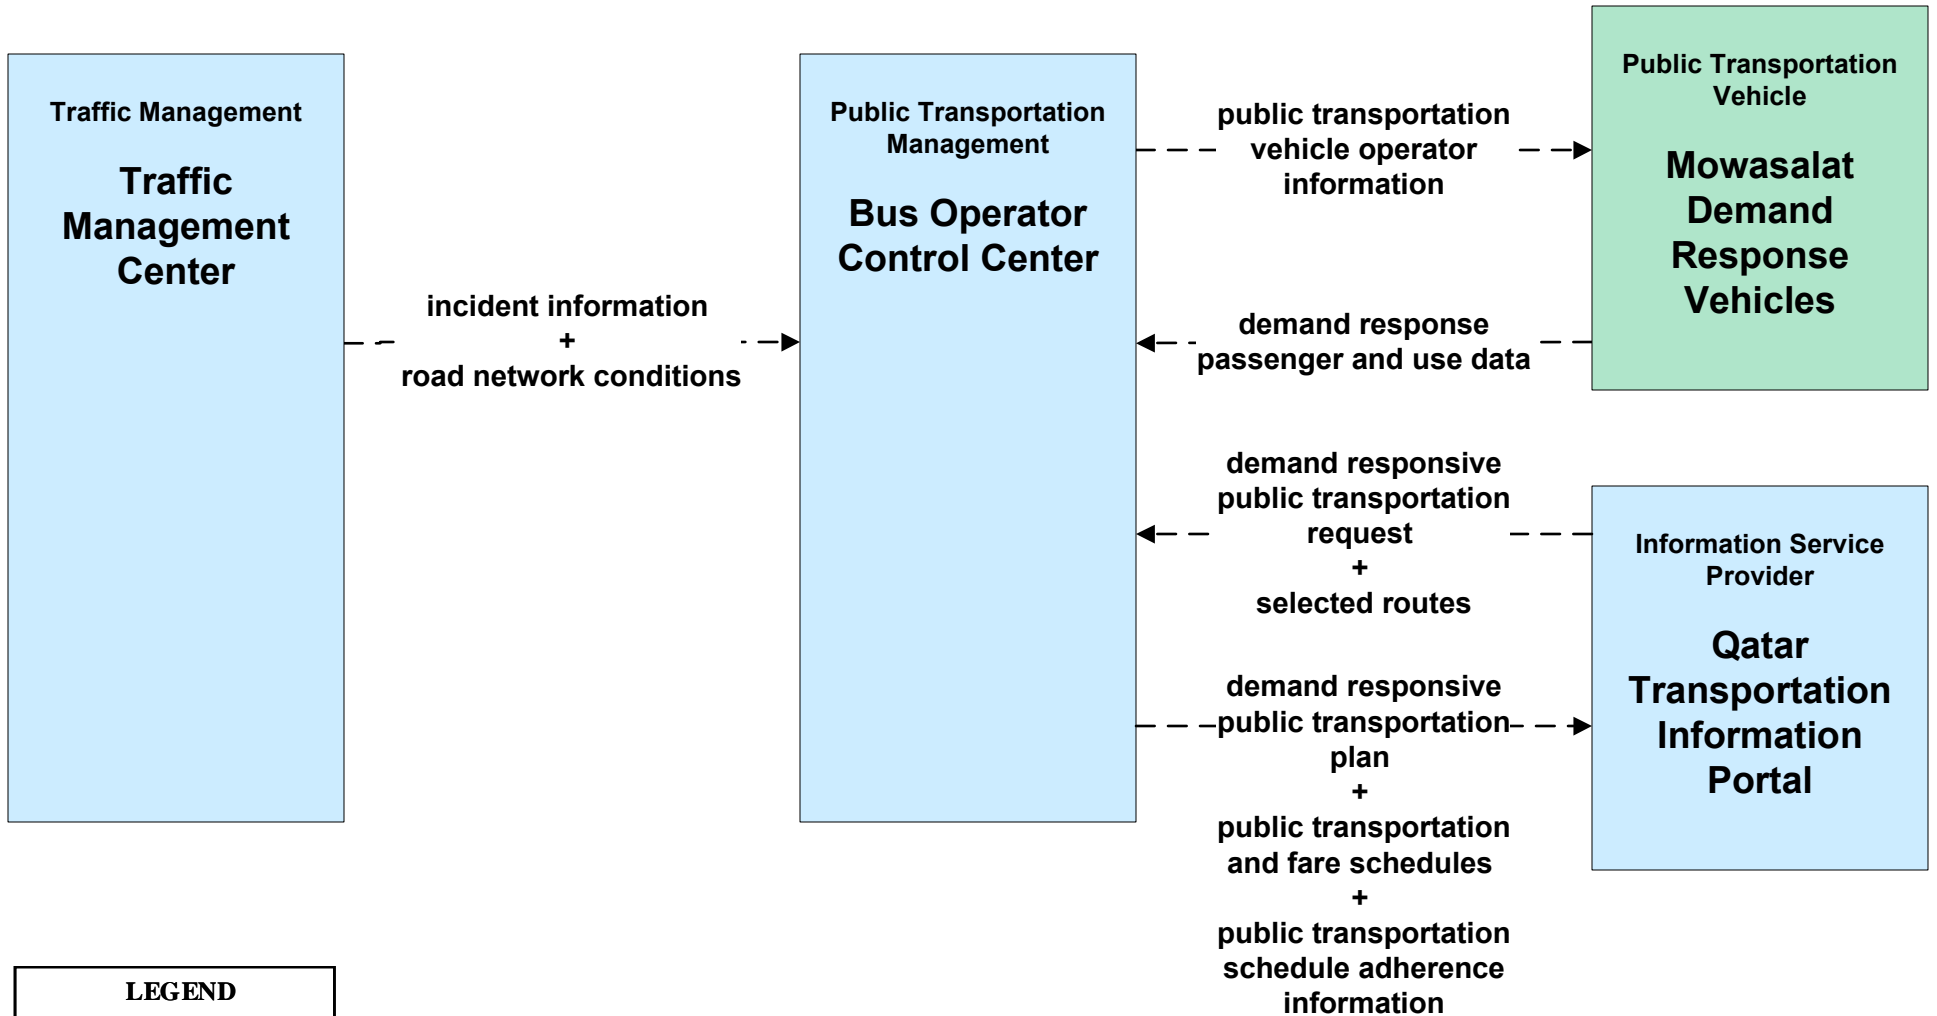 Traffic Management
Traffic
Management
Center
incident information
+
road network conditions
Public Transportation
Management
Bus Operator
Control Center
public transportation
vehicle operator
information
demand response
passenger and use data
demand responsive
public transportation
request
+
selected routes
demand responsive
public transportation
plan
+
public transportation
and fare schedules
+
public transportation
schedule adherence
information
Public Transportation
Vehicle
Mowasalat
Demand
Response
Vehicles
Information Service
Provider
Qatar
Transportation
Information
Portal
LEGEND